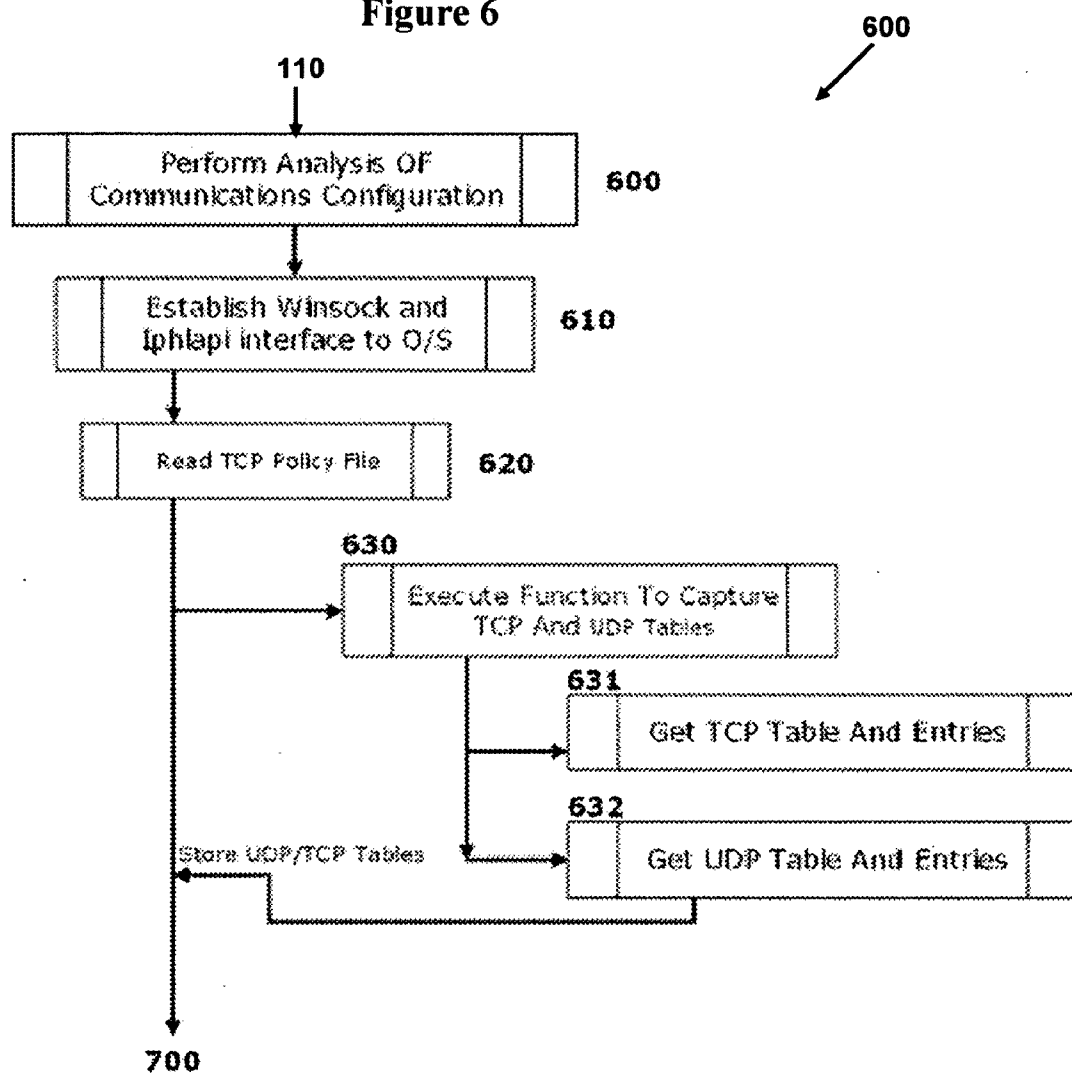 Figure 6
600
110
Perform Analysis OF
Communications Configuration
600
Establish Winsock and
Iphlapi interface to O/S
610
Read TCP Policy File
620
630
Execute Function To Capture
TCP And UDP Tables
631
Get TCP Table And Entries
632
Get UDP Table And Entries
Store UDP/TCP Tables
700